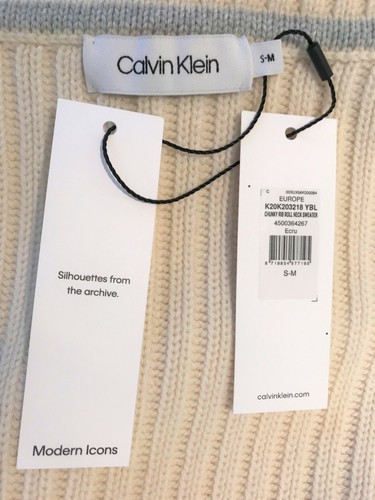 Calvin Klein
S-M
Silhouettes from
the archive.
Modern Icons
EUROPE
K20K203218 YBL
CHUNKY RIB ROLL NECK SWEATER
4500364267
Ecru
S-M
calvinklein.com